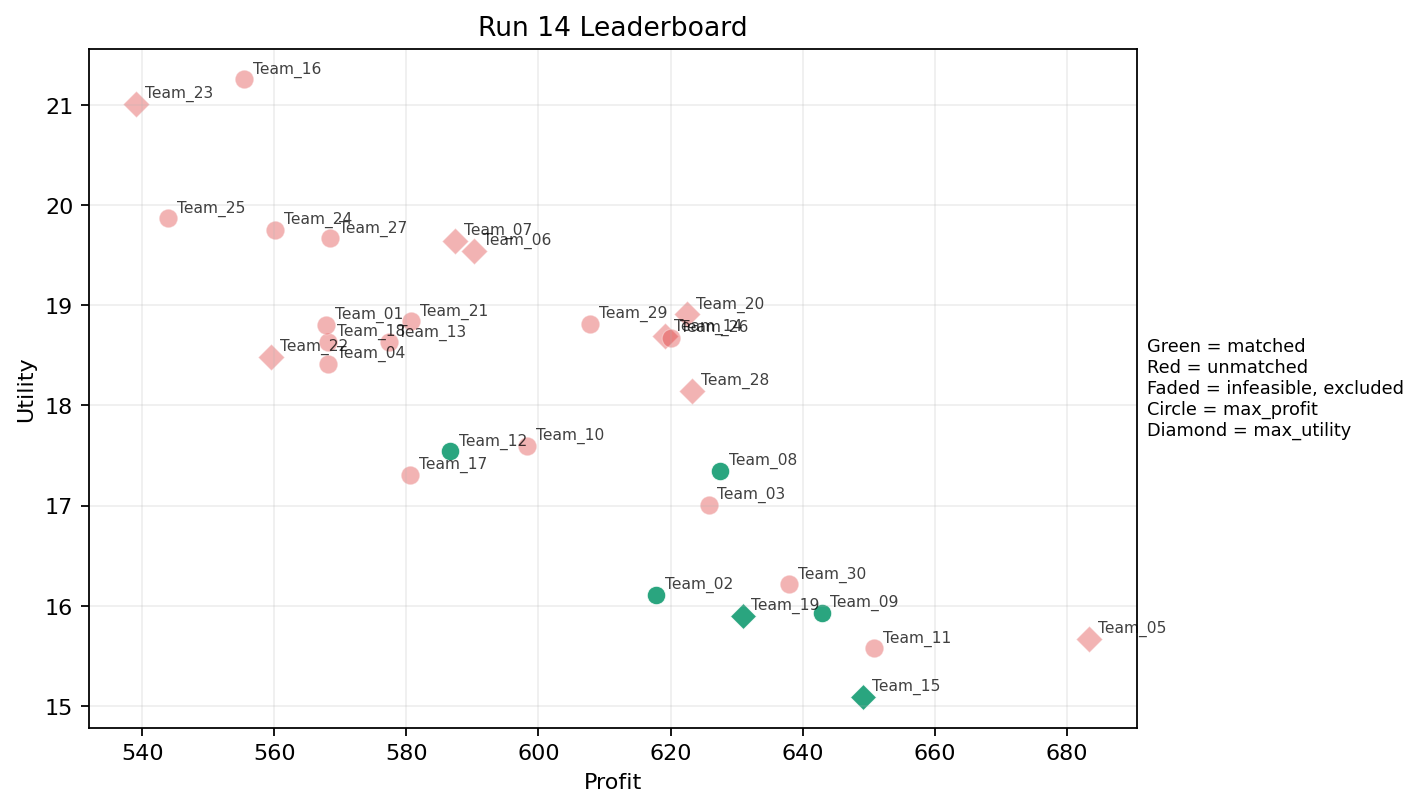 Run 14 Leaderboard
Team_16
Team_23
Team_25
Team_24
Team_27
Team_07
Team_06
Team_20
Team_01
Team_21
Team_29
Team_14
Team_26
Team_18
Team_13
Team_22
Team_04
Team_28
Team_12
Team_10
Team_08
Team_17
Team_03
Team_30
Team_02
Team_19
Team_09
Team_05
Team_11
Team_15
21
20
19
18
17
16
15
Utility
540 560 580 600 620 640 660 680
Profit
Green = matched
Red = unmatched
Faded = infeasible, excluded
Circle = max_profit
Diamond = max_utility